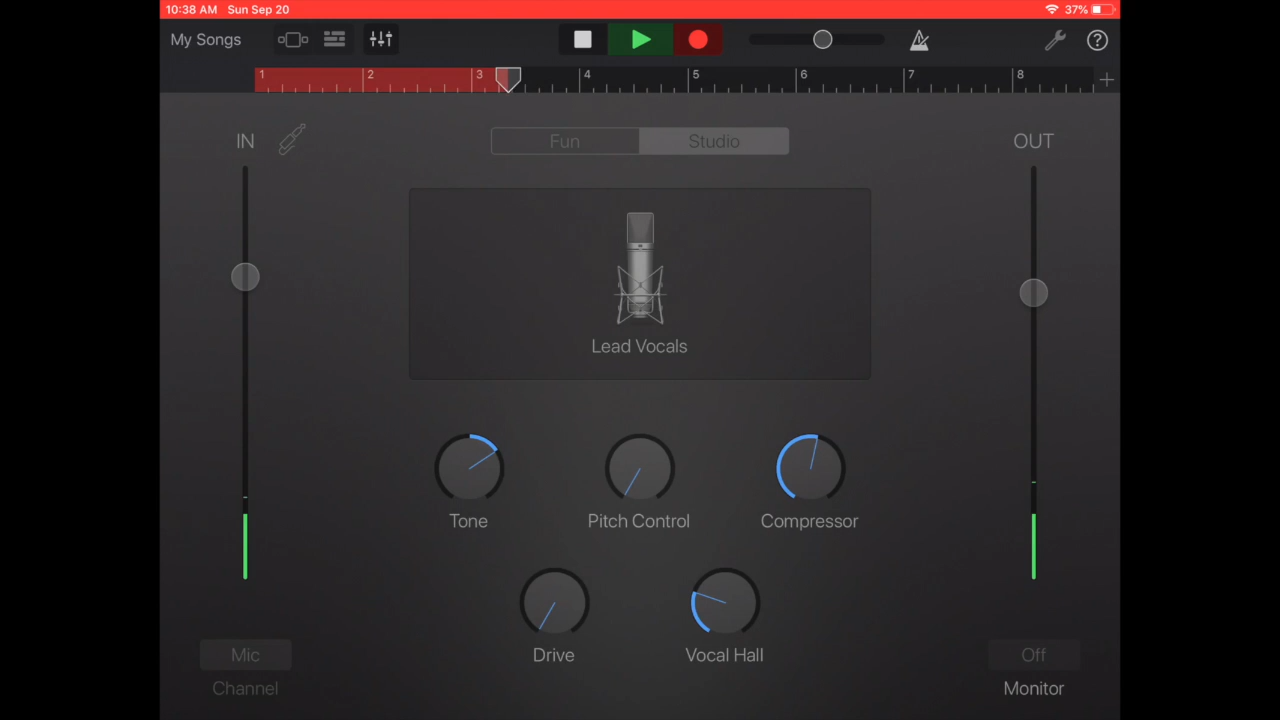 10:38 AM Sun Sep 20
37%
My Songs
?
1 2 3 4 5 6 7 8 +
IN
Fun Studio
OUT
Lead Vocals
Tone Pitch Control Compressor
Drive Vocal Hall
Mic
Off
Channel
Monitor